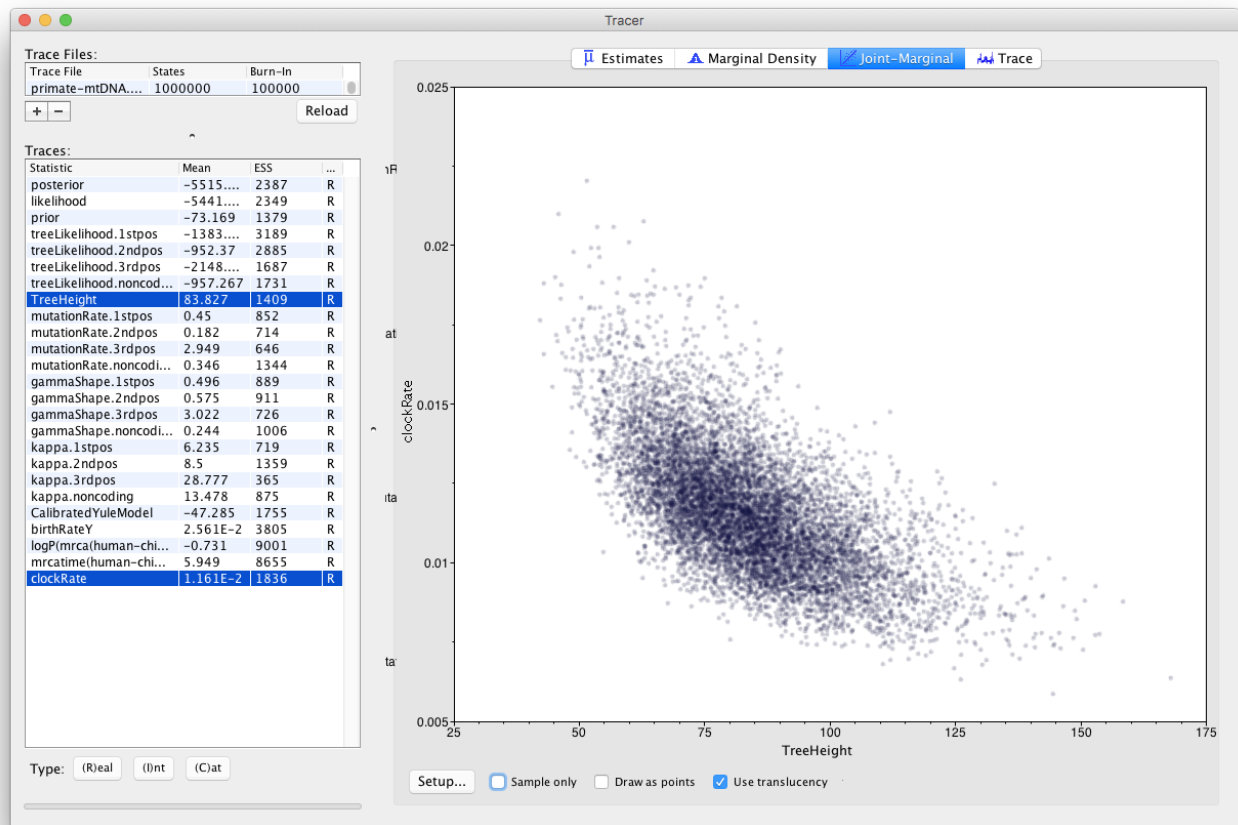 Tracer
Trace Files:
Trace File States Burn-In
primate-mtDNA.... 1000000 100000
+ − Reload
Traces:
Statistic Mean ESS ...
posterior -5515.... 2387 R
likelihood -5441.... 2349 R
prior -73.169 1379 R
treeLikelihood.1stpos -1383.... 3189 R
treeLikelihood.2ndpos -952.37 2885 R
treeLikelihood.3rdpos -2148.... 1687 R
treeLikelihood.noncod... -957.267 1731 R
TreeHeight 83.827 1409 R
mutationRate.1stpos 0.45 852 R
mutationRate.2ndpos 0.182 714 R
mutationRate.3rdpos 2.949 646 R
mutationRate.noncodi... 0.346 1344 R
gammaShape.1stpos 0.496 889 R
gammaShape.2ndpos 0.575 911 R
gammaShape.3rdpos 3.022 726 R
gammaShape.noncodi... 0.244 1006 R
kappa.1stpos 6.235 719 R
kappa.2ndpos 8.5 1359 R
kappa.3rdpos 28.777 365 R
kappa.noncoding 13.478 875 R
CalibratedYuleModel -47.285 1755 R
birthRateY 2.561E-2 3805 R
logP(mrca(human-chi... -0.731 9001 R
mrcatime(human-chi... 5.949 8655 R
clockRate 1.161E-2 1836 R
Type: (R)eal (I)nt (C)at
Estimates Marginal Density Joint-Marginal Trace
0.025
0.02
0.015
0.01
0.005
clockRate
25 50 75 100 125 150 175
TreeHeight
Setup... Sample only Draw as points Use translucency